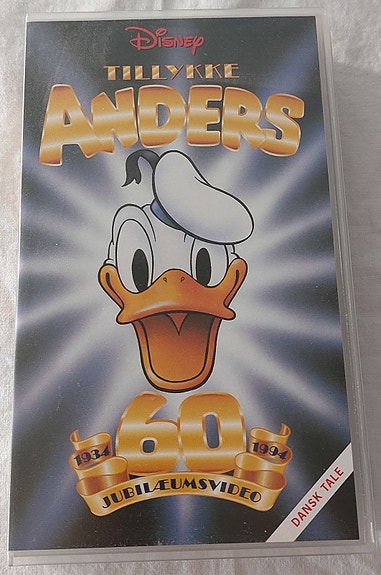 Disney
TILLYKKE
ANDERS
60
1934
1994
JUBILÆUMSVIDEO
DANSK TALE